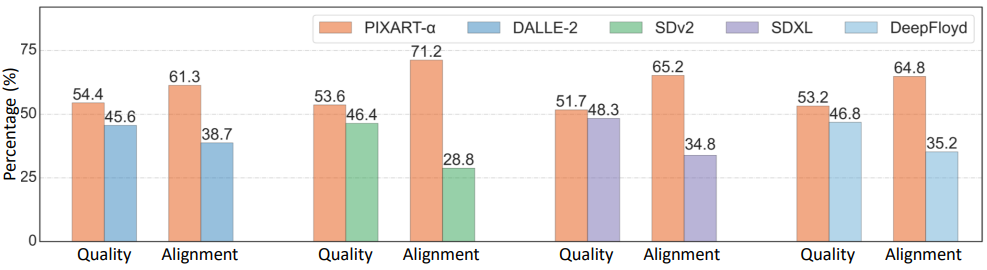 PIXART-α DALLE-2 SDv2 SDXL DeepFloyd
Percentage (%)
75
50
25
0
54.4 45.6 61.3 38.7 53.6 46.4 71.2 28.8 51.7 48.3 65.2 34.8 53.2 46.8 64.8 35.2
Quality Alignment Quality Alignment Quality Alignment Quality Alignment